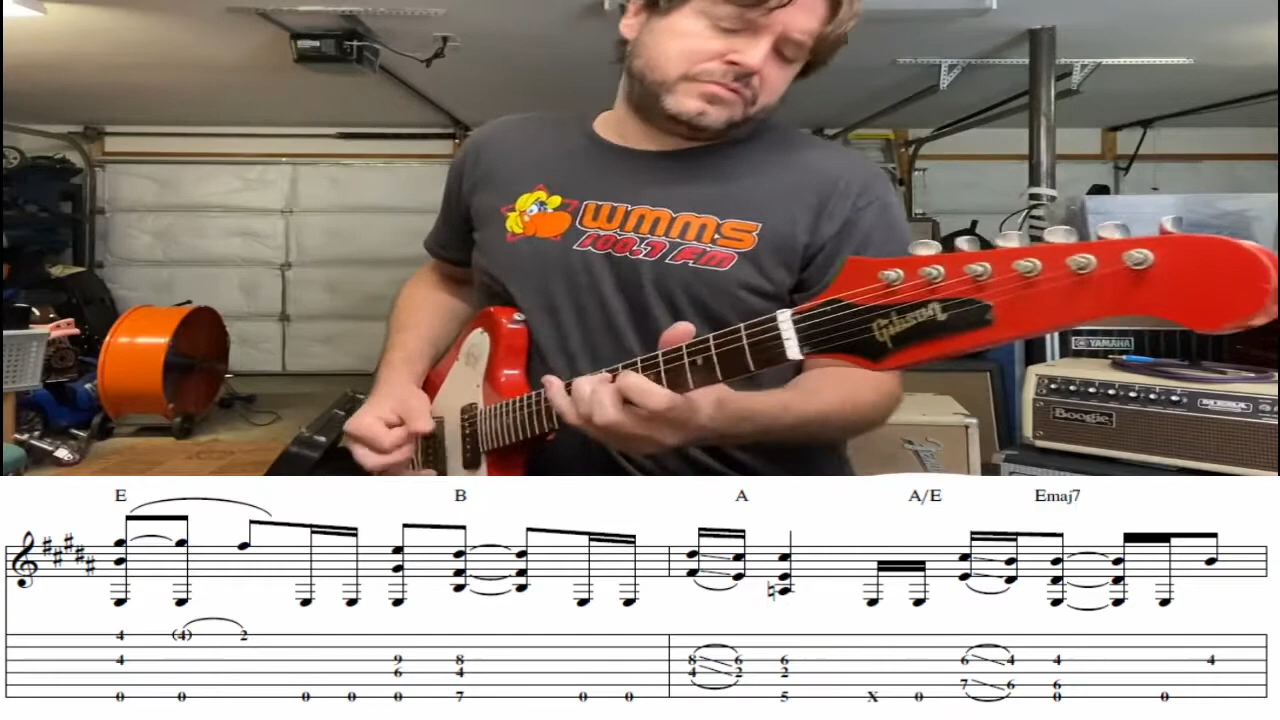 WMMS
100.7 FM
Gibson
YAMAHA
MESA
Boogie
Fender
E B A A/E Emaj7
4 (4) 2
4 9 8 8 6 6 6 4 4 4
6 4 4 2 2
7 6 6
0 0 0 0 0 7 0 0 5 X 0 0 0